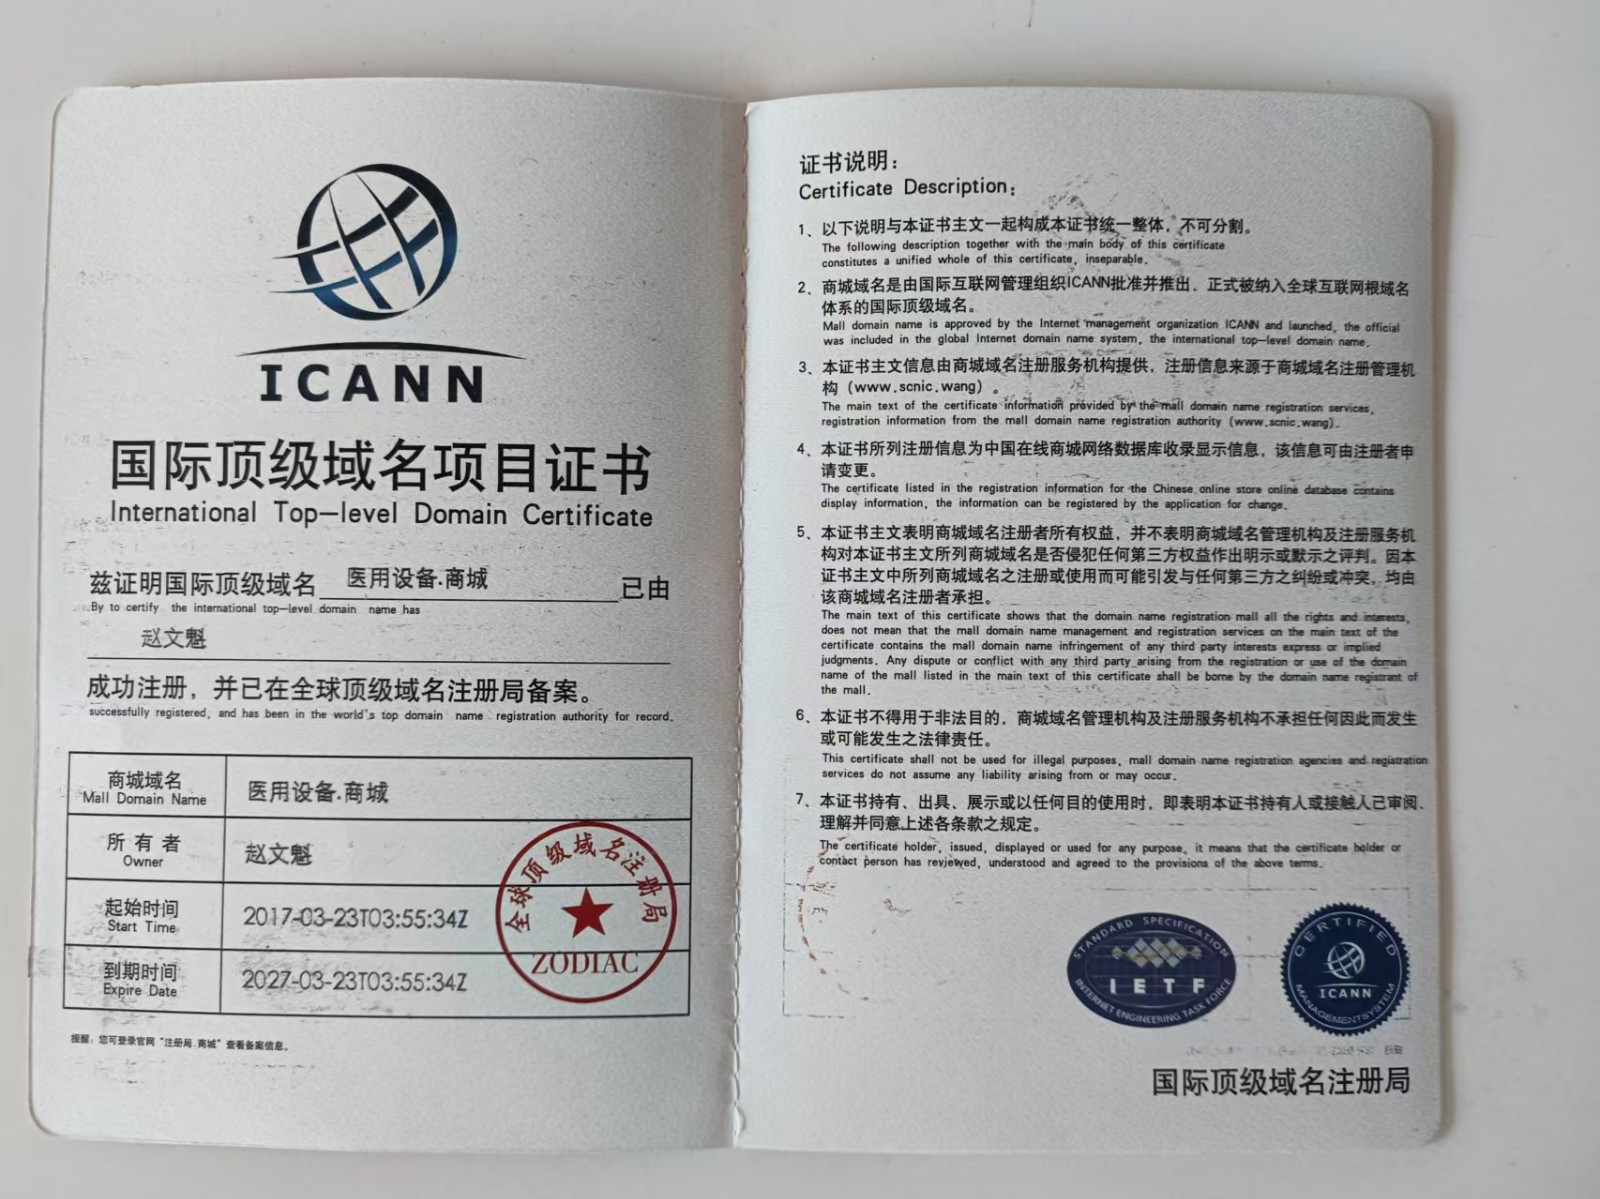 ICANN
国际顶级域名项目证书
International Top-level Domain Certificate
兹证明国际顶级域名 医用设备.商城 已由
By to certify the international top-level domain name has
赵文魁
成功注册，并已在全球顶级域名注册局备案。
successfully registered, and has been in the world's top domain name registration authority for record.
商城域名 医用设备.商城
Mall Domain Name
所有者 赵文魁
Owner
起始时间 2017-03-23T03:55:34Z
Start Time
到期时间 2027-03-23T03:55:34Z
Expire Date
全球顶级域名注册局
ZODIAC
提醒：您可登录官网“注册局.商城”查看备案信息。
证书说明：
Certificate Description：
1、以下说明与本证书主文一起构成本证书统一整体，不可分割。
The following description together with the main body of this certificate
constitutes a unified whole of this certificate, inseparable.
2、商城域名是由国际互联网管理组织ICANN批准并推出、正式被纳入全球互联网根域名
体系的国际顶级域名。
Mall domain name is approved by the Internet management organization ICANN and launched, the official
was included in the global Internet domain name system, the international top-level domain name.
3、本证书主文信息由商城域名注册服务机构提供，注册信息来源于商城域名注册管理机
构（www.scnic.wang）。
The main text of the certificate information provided by the mall domain name registration services,
registration information from the mall domain name registration authority (www.scnic.wang).
4、本证书所列注册信息为中国在线商城网络数据库收录显示信息，该信息可由注册者申
请变更。
The certificate listed in the registration information for the Chinese online store online database contains
display information, the information can be registered by the application for change.
5、本证书主文表明商城域名注册者所有权益，并不表明商城域名管理机构及注册服务机
构对本证书主文所列商城域名是否侵犯任何第三方权益作出明示或默示之评判。因本
证书主文中所列商城域名之注册或使用而可能引发与任何第三方之纠纷或冲突，均由
该商城域名注册者承担。
The main text of this certificate shows that the domain name registration mall all the rights and interests,
does not mean that the mall domain name management and registration services on the main text of the
certificate contains the mall domain name infringement of any third party interests express or implied
judgments. Any dispute or conflict with any third party arising from the registration or use of the domain
name of the mall listed in the main text of this certificate shall be borne by the domain name registrant of
the mall.
6、本证书不得用于非法目的，商城域名管理机构及注册服务机构不承担任何因此而发生
或可能发生之法律责任。
This certificate shall not be used for illegal purposes, mall domain name registration agencies and registration
services do not assume any liability arising from or may occur.
7、本证书持有、出具、展示或以任何目的使用时，即表明本证书持有人或接触人已审阅、
理解并同意上述各条款之规定。
The certificate holder, issued, displayed or used for any purpose, it means that the certificate holder or
contact person has reviewed, understood and agreed to the provisions of the above terms.
STANDARD SPECIFICATION
IETF
INTERNET ENGINEERING TASK FORCE
CERTIFIED
ICANN
MANAGEMENTSYSTEM
国际顶级域名注册局